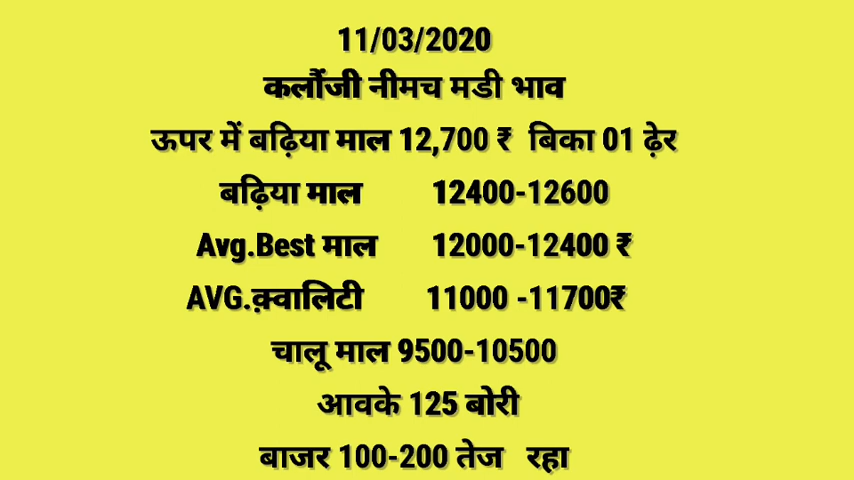 11/03/2020
कलौंजी नीमच मडी भाव
ऊपर में बढ़िया माल 12,700 ₹ बिका 01 ढ़ेर
बढ़िया माल 12400-12600
Avg.Best माल 12000-12400 ₹
AVG.क़्वालिटी 11000 -11700₹
चालू माल 9500-10500
आवके 125 बोरी
बाजर 100-200 तेज रहा